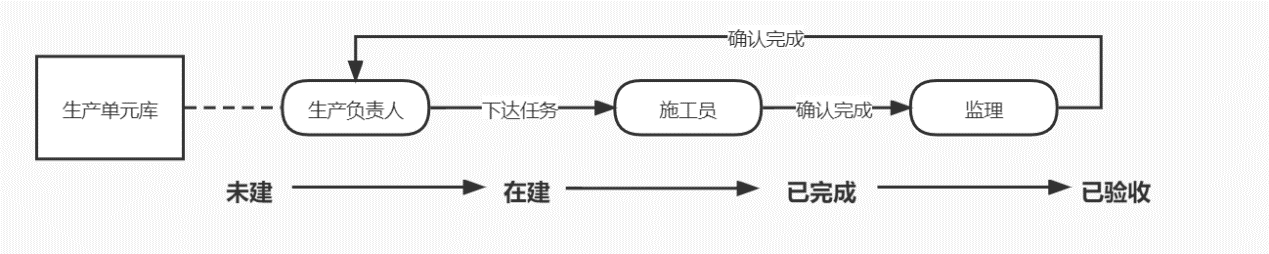 确认完成
生产单元库
生产负责人
下达任务
施工员
确认完成
监理
未建
在建
已完成
已验收